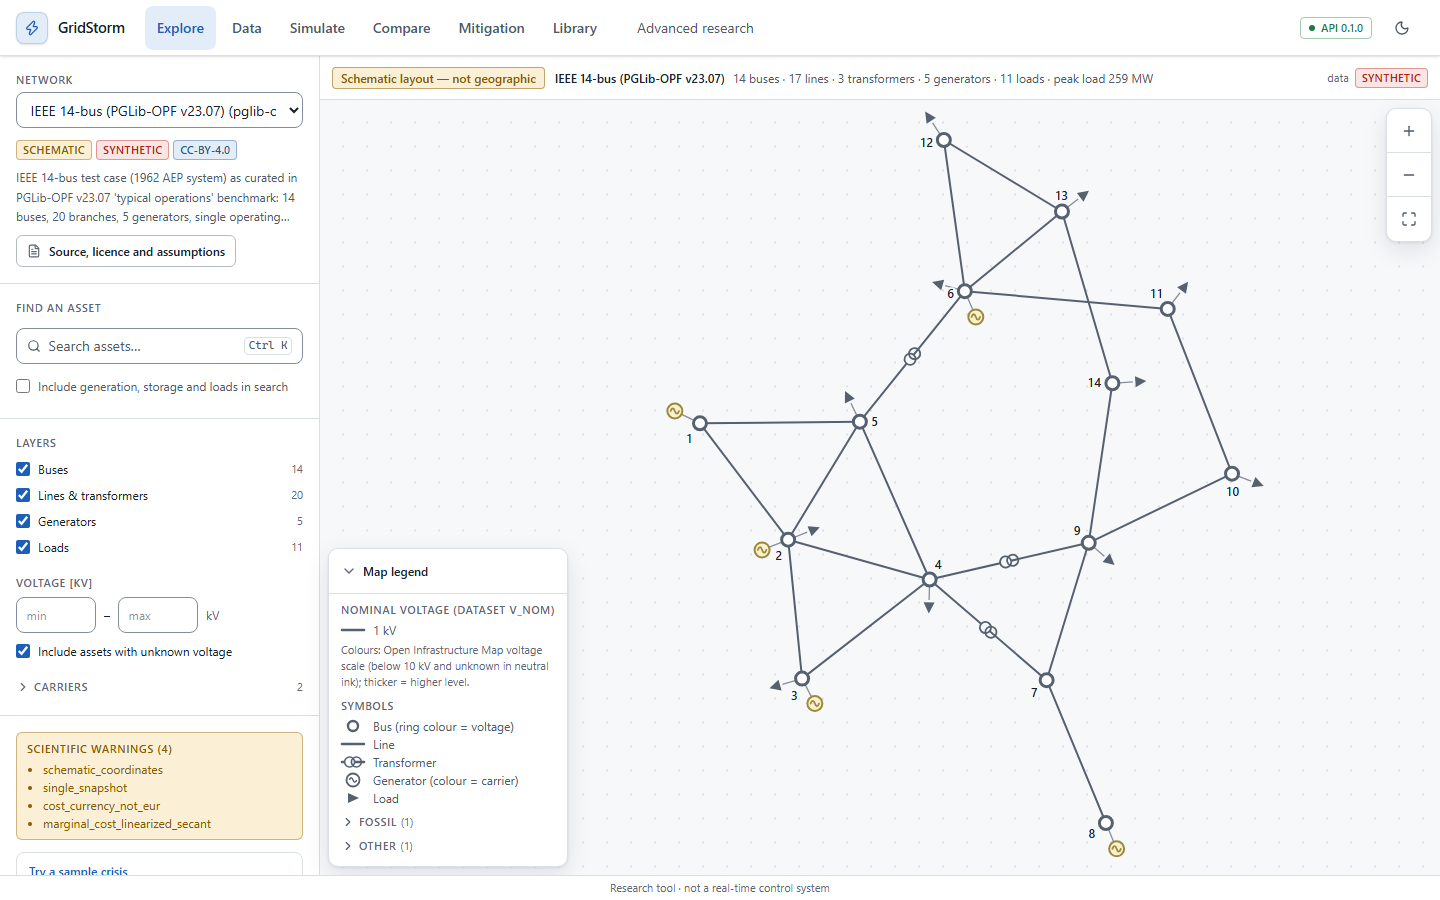 GridStorm
Explore
Data
Simulate
Compare
Mitigation
Library
Advanced research
API 0.1.0
NETWORK
IEEE 14-bus (PGLib-OPF v23.07) (pglib-c
SCHEMATIC
SYNTHETIC
CC-BY-4.0
IEEE 14-bus test case (1962 AEP system) as curated in
PGLib-OPF v23.07 'typical operations' benchmark: 14
buses, 20 branches, 5 generators, single operating...
Source, licence and assumptions
FIND AN ASSET
Search assets...
Ctrl K
Include generation, storage and loads in search
LAYERS
Buses 14
Lines & transformers 20
Generators 5
Loads 11
VOLTAGE [KV]
min – max kV
Include assets with unknown voltage
CARRIERS 2
SCIENTIFIC WARNINGS (4)
schematic_coordinates
single_snapshot
cost_currency_not_eur
marginal_cost_linearized_secant
Try a sample crisis
Schematic layout — not geographic
IEEE 14-bus (PGLib-OPF v23.07)
14 buses · 17 lines · 3 transformers · 5 generators · 11 loads · peak load 259 MW
data
SYNTHETIC
12
13
6
11
14
1
5
10
9
2
4
3
7
8
Map legend
NOMINAL VOLTAGE (DATASET V_NOM)
1 kV
Colours: Open Infrastructure Map voltage
scale (below 10 kV and unknown in neutral
ink); thicker = higher level.
SYMBOLS
Bus (ring colour = voltage)
Line
Transformer
Generator (colour = carrier)
Load
FOSSIL (1)
OTHER (1)
Research tool · not a real-time control system